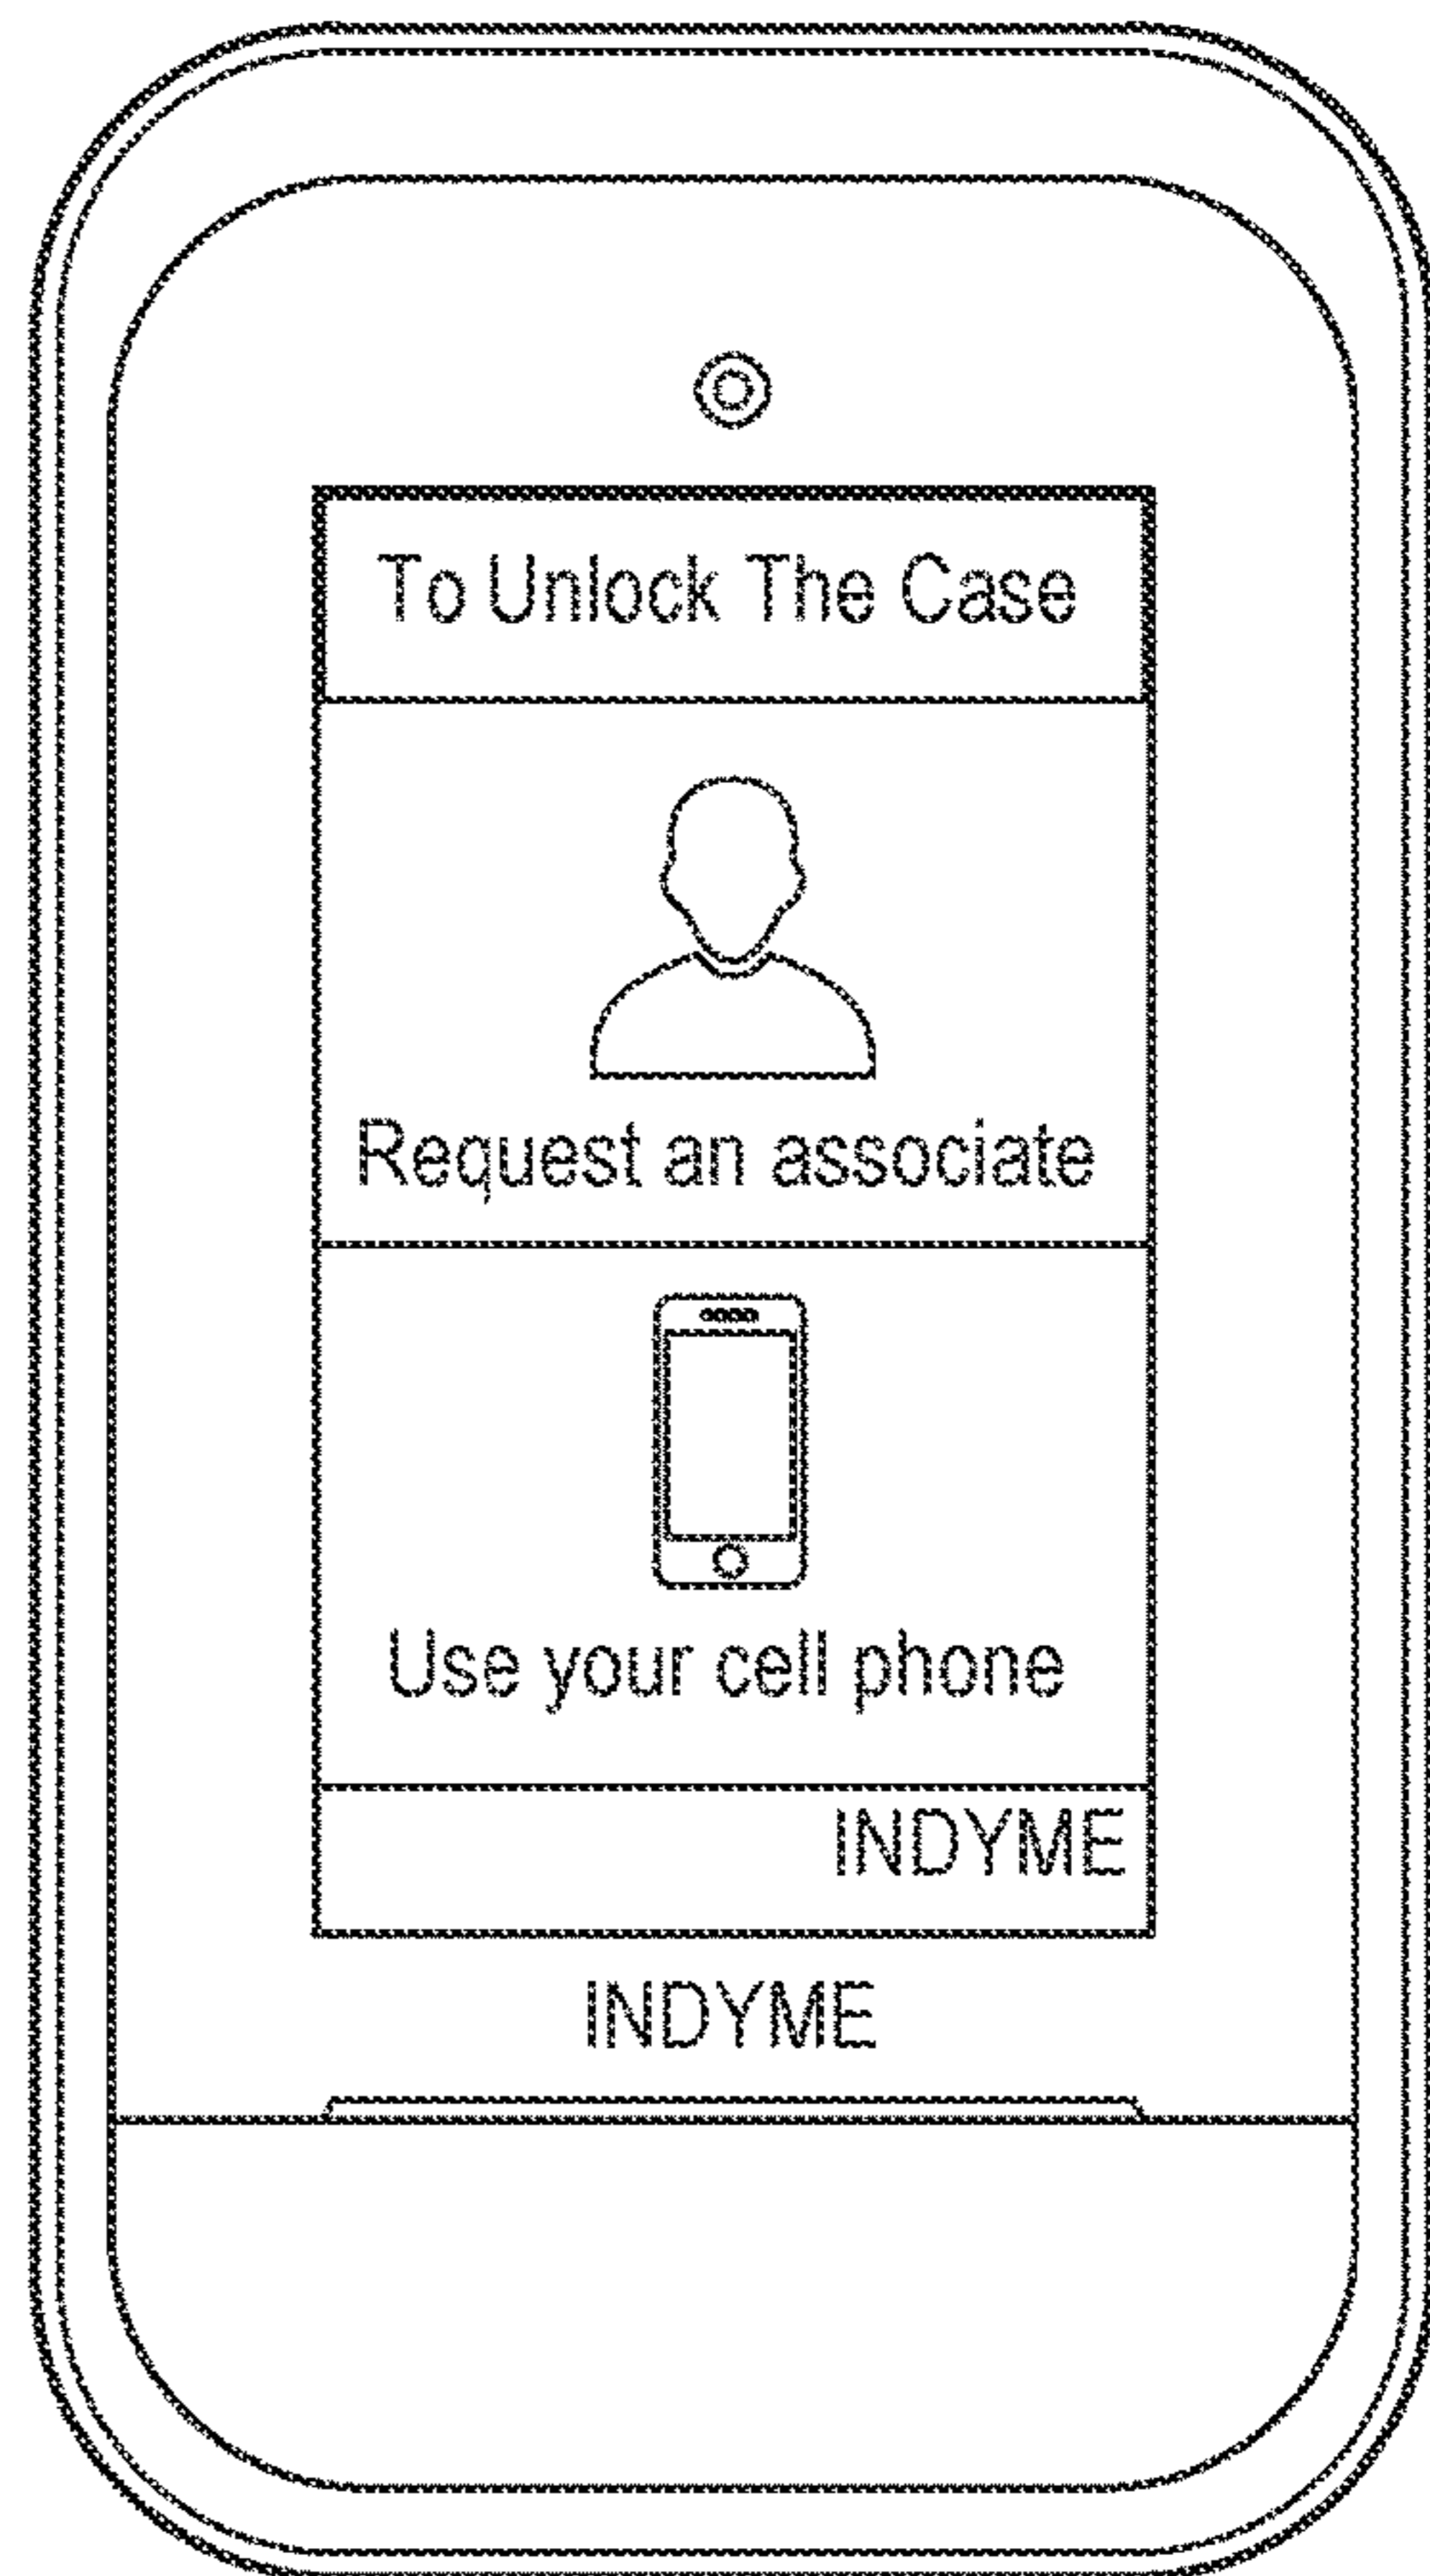 To Unlock The Case
Request an associate
Use your cell phone
INDYME
INDYME